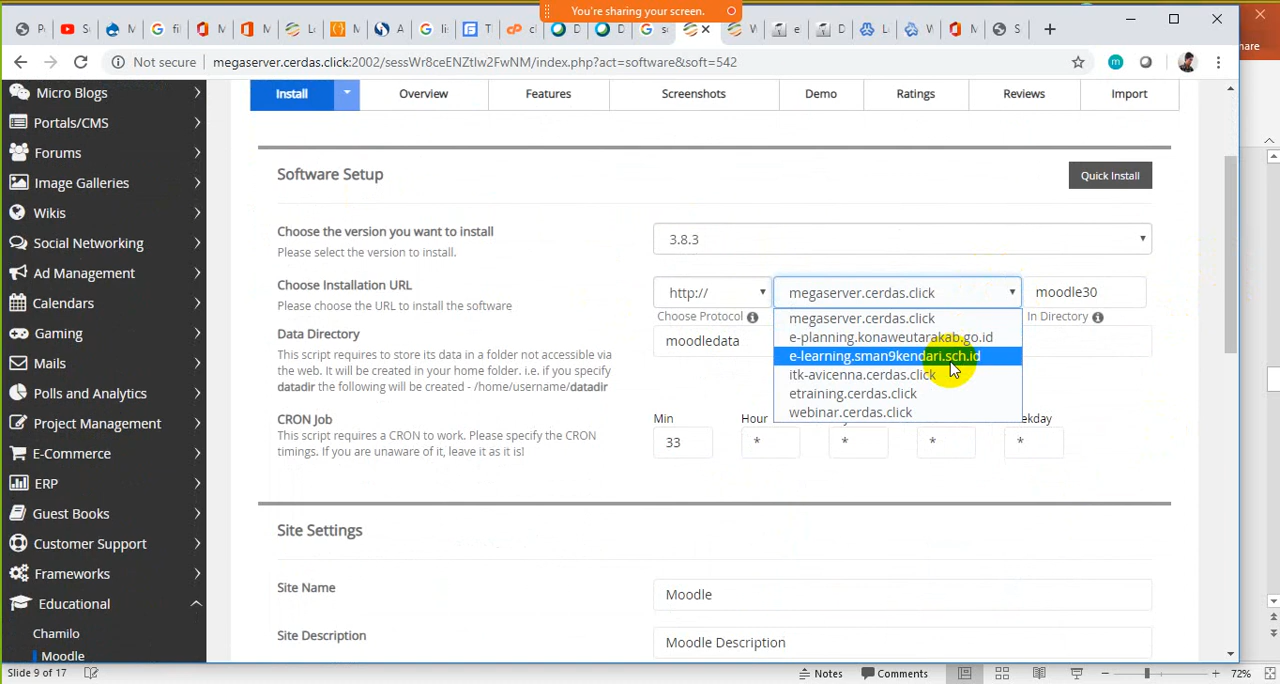 You're sharing your screen.
Not secure
megaserver.cerdas.click:2002/sessWr8ceENZtlw2FwNM/index.php?act=software&soft=542
Install
Overview
Features
Screenshots
Demo
Ratings
Reviews
Import
Micro Blogs
Portals/CMS
Forums
Image Galleries
Wikis
Social Networking
Ad Management
Calendars
Gaming
Mails
Polls and Analytics
Project Management
E-Commerce
ERP
Guest Books
Customer Support
Frameworks
Educational
Chamilo
Moodle
Software Setup
Quick Install
Choose the version you want to install
Please select the version to install.
3.8.3
Choose Installation URL
Please choose the URL to install the software
http://
megaserver.cerdas.click
moodle30
Choose Protocol
In Directory
megaserver.cerdas.click
e-planning.konaweutarakab.go.id
e-learning.sman9kendari.sch.id
itk-avicenna.cerdas.click
etraining.cerdas.click
webinar.cerdas.click
Data Directory
This script requires to store its data in a folder not accessible via
the web. It will be created in your home folder. i.e. if you specify
datadir the following will be created - /home/username/datadir
moodledata
CRON Job
This script requires a CRON to work. Please specify the CRON
timings. If you are unaware of it, leave it as it is!
Min
Hour
33
*
*
*
*
Site Settings
Site Name
Moodle
Site Description
Moodle Description
Slide 9 of 17
Notes
Comments
72%